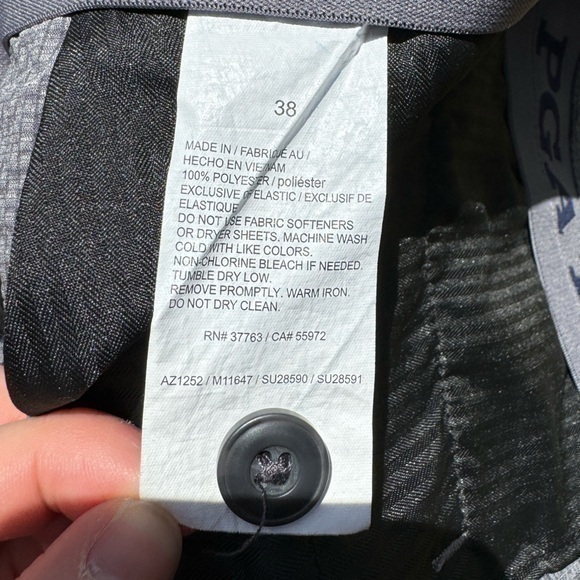 38
MADE IN / FABRIQUÉ AU /
HECHO EN VIETNAM
100% POLYESTER / poliéster
EXCLUSIVE OF ELASTIC / EXCLUSIF DE
ELASTIQUE
DO NOT USE FABRIC SOFTENERS
OR DRYER SHEETS. MACHINE WASH
COLD WITH LIKE COLORS.
NON-CHLORINE BLEACH IF NEEDED.
TUMBLE DRY LOW.
REMOVE PROMPTLY. WARM IRON.
DO NOT DRY CLEAN.
RN# 37763 / CA# 55972
AZ1252 / M11647 / SU28590 / SU28591
PGA